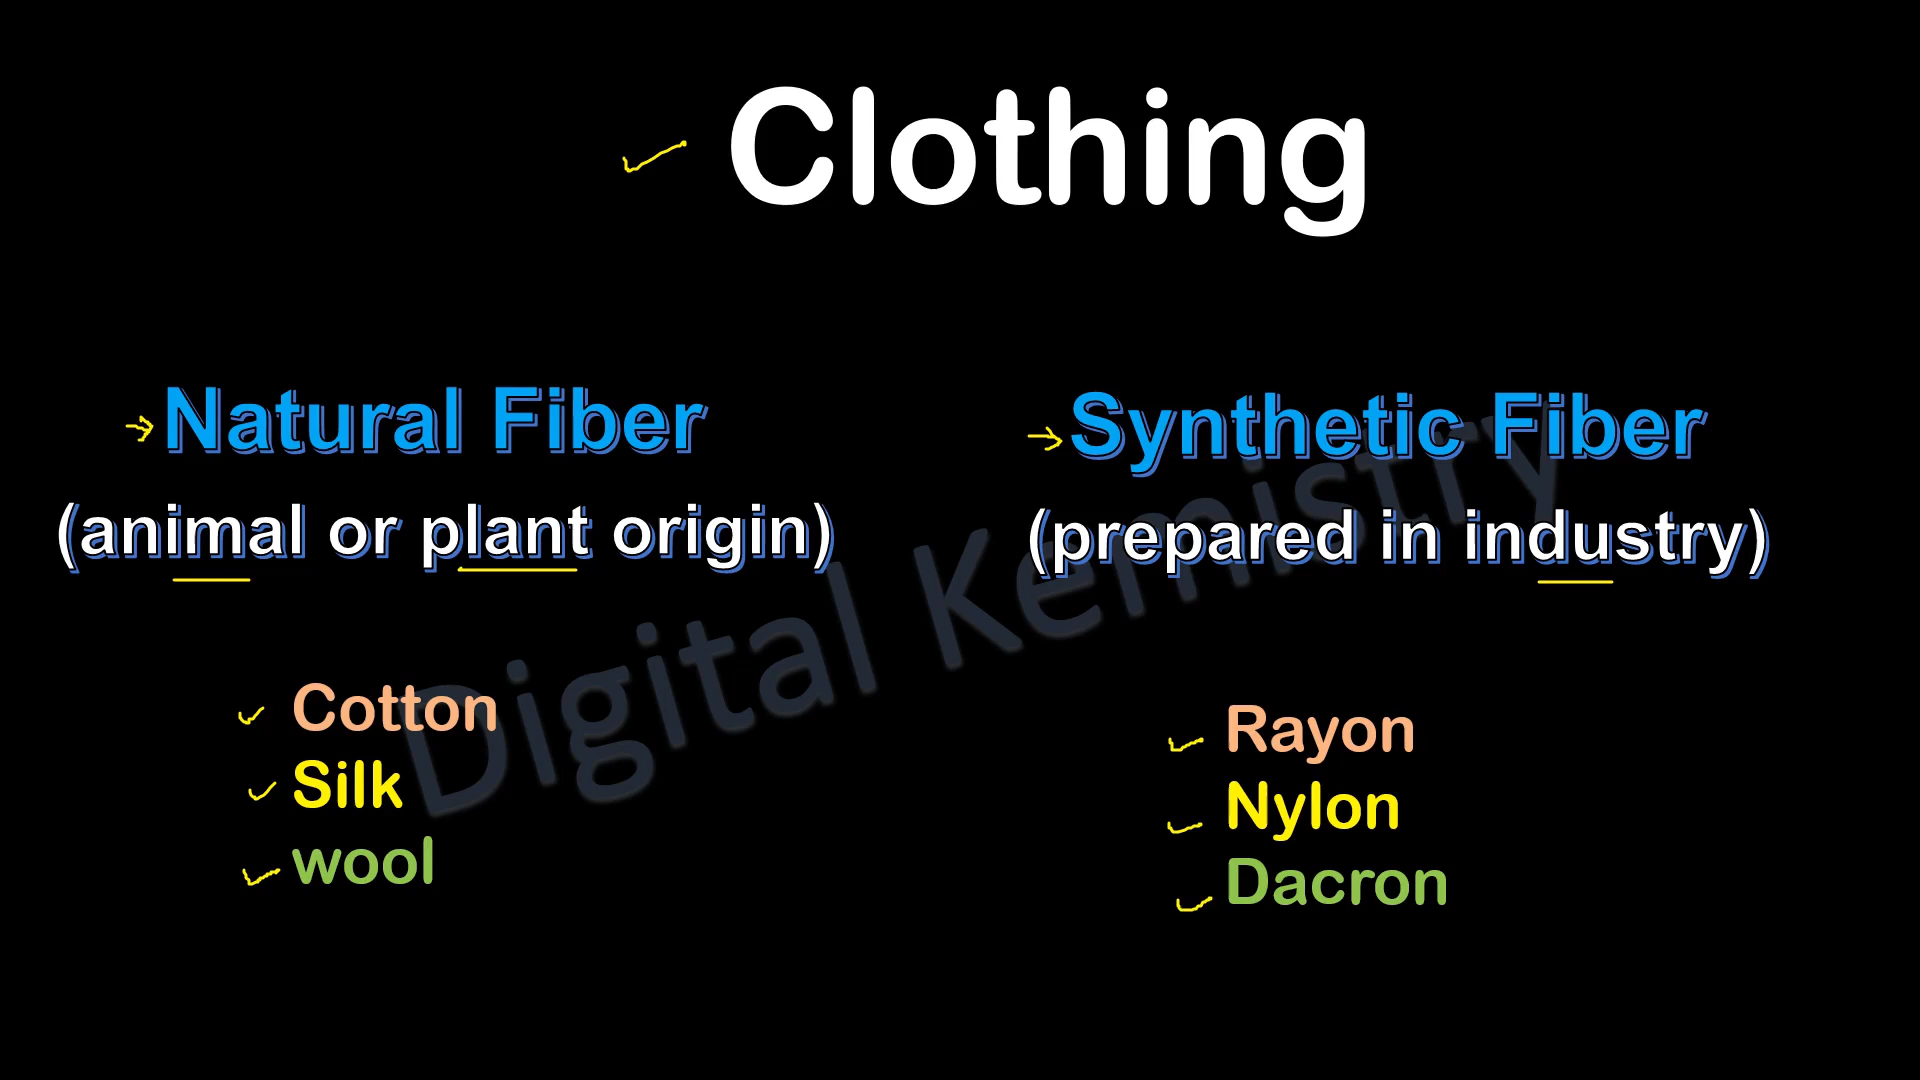 Clothing
Natural Fiber
(animal or plant origin)
Cotton
Silk
wool
Synthetic Fiber
(prepared in industry)
Rayon
Nylon
Dacron
Digital Kemistry